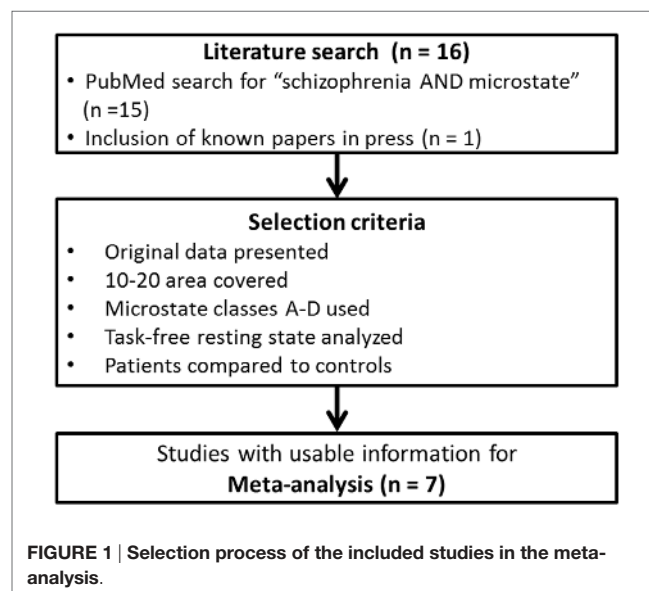 Literature search (n = 16)
• PubMed search for “schizophrenia AND microstate”
(n =15)
• Inclusion of known papers in press (n = 1)
Selection criteria
• Original data presented
• 10-20 area covered
• Microstate classes A-D used
• Task-free resting state analyzed
• Patients compared to controls
Studies with usable information for
Meta-analysis (n = 7)
FIGURE 1 | Selection process of the included studies in the meta-
analysis.